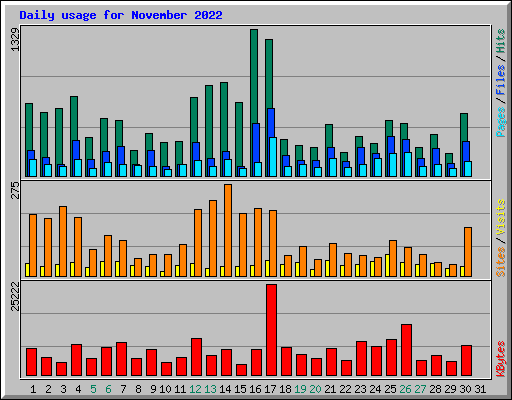 Daily usage for November 2022
1329
Pages / Files / Hits
275
Sites / Visits
25222
KBytes
1 2 3 4 5 6 7 8 9 10 11 12 13 14 15 16 17 18 19 20 21 22 23 24 25 26 27 28 29 30 31